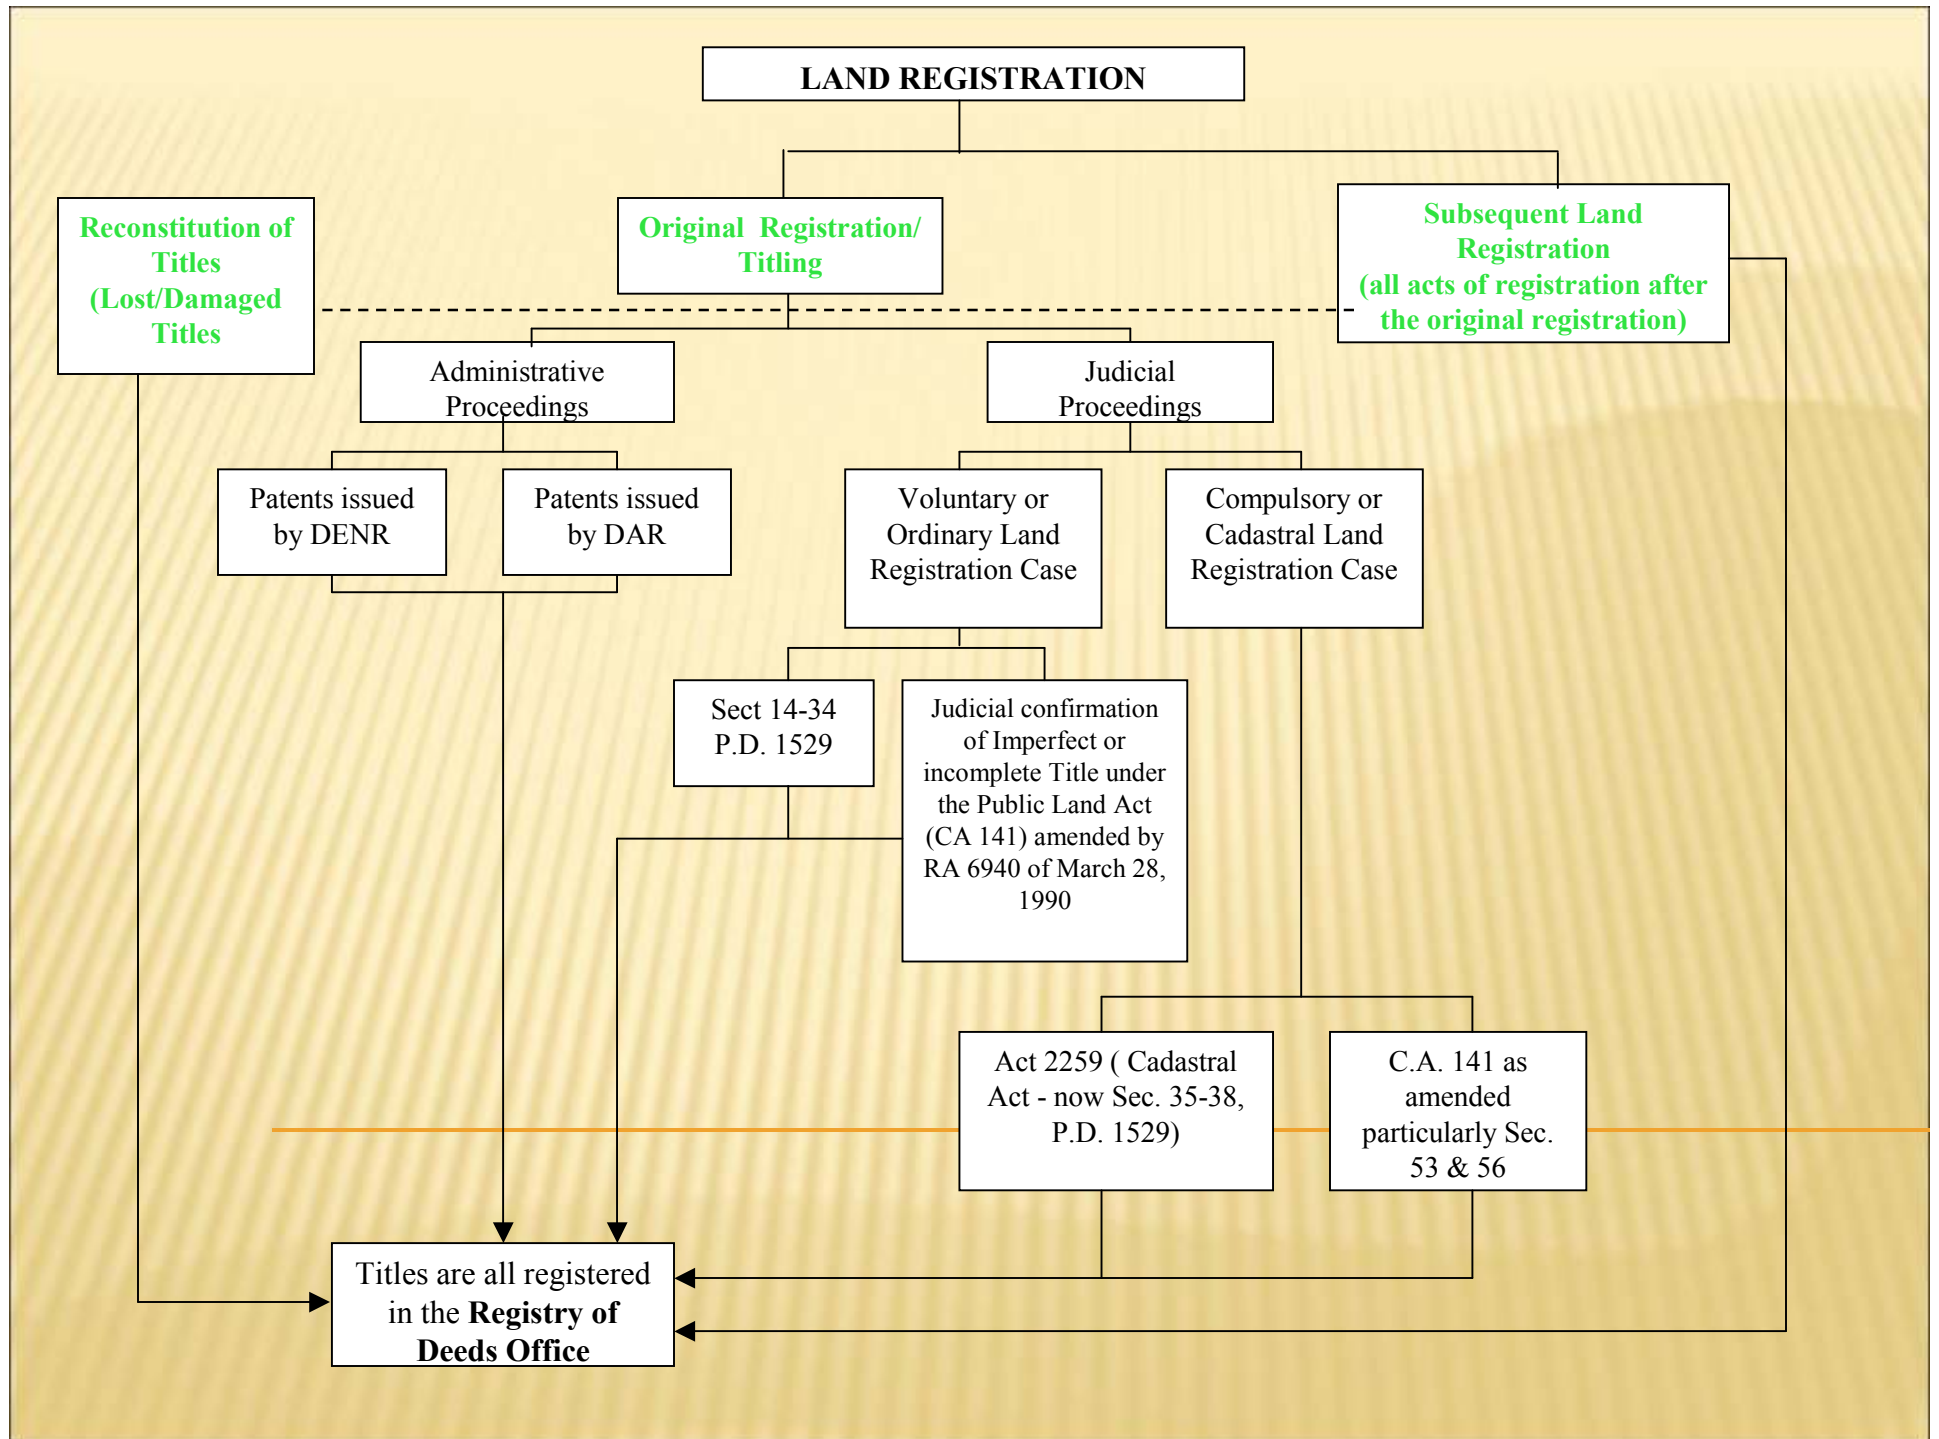 LAND REGISTRATION
Reconstitution of
Titles
(Lost/Damaged
Titles
Original Registration/
Titling
Subsequent Land
Registration
(all acts of registration after
the original registration)
Administrative
Proceedings
Judicial
Proceedings
Patents issued
by DENR
Patents issued
by DAR
Voluntary or
Ordinary Land
Registration Case
Compulsory or
Cadastral Land
Registration Case
Sect 14-34
P.D. 1529
Judicial confirmation
of Imperfect or
incomplete Title under
the Public Land Act
(CA 141) amended by
RA 6940 of March 28,
1990
Act 2259 ( Cadastral
Act - now Sec. 35-38,
P.D. 1529)
C.A. 141 as
amended
particularly Sec.
53 & 56
Titles are all registered
in the Registry of
Deeds Office